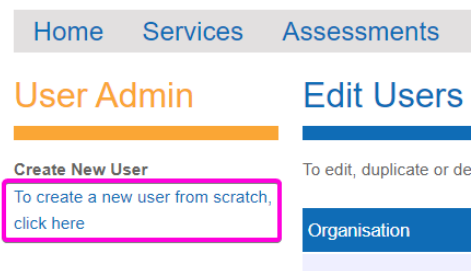 Home Services Assessments
User Admin
Edit Users
Create New User
To create a new user from scratch,
click here
To edit, duplicate or
Organisation